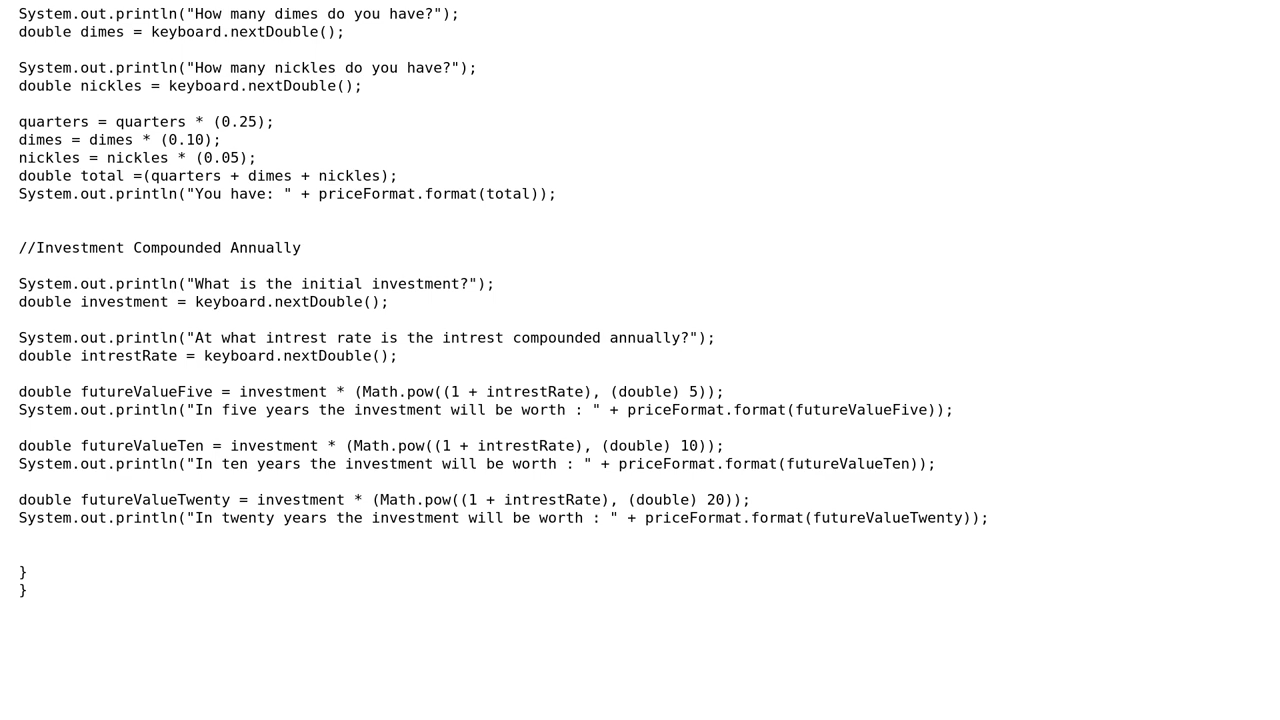 System.out.println("How many dimes do you have?");
double dimes = keyboard.nextDouble();
System.out.println("How many nickles do you have?");
double nickles = keyboard.nextDouble();
quarters = quarters * (0.25);
dimes = dimes * (0.10);
nickles = nickles * (0.05);
double total =(quarters + dimes + nickles);
System.out.println("You have: " + priceFormat.format(total));
//Investment Compounded Annually
System.out.println("What is the initial investment?");
double investment = keyboard.nextDouble();
System.out.println("At what intrest rate is the intrest compounded annually?");
double intrestRate = keyboard.nextDouble();
double futureValueFive = investment * (Math.pow((1 + intrestRate), (double) 5));
System.out.println("In five years the investment will be worth : " + priceFormat.format(futureValueFive));
double futureValueTen = investment * (Math.pow((1 + intrestRate), (double) 10));
System.out.println("In ten years the investment will be worth : " + priceFormat.format(futureValueTen));
double futureValueTwenty = investment * (Math.pow((1 + intrestRate), (double) 20));
System.out.println("In twenty years the investment will be worth : " + priceFormat.format(futureValueTwenty));
}
}